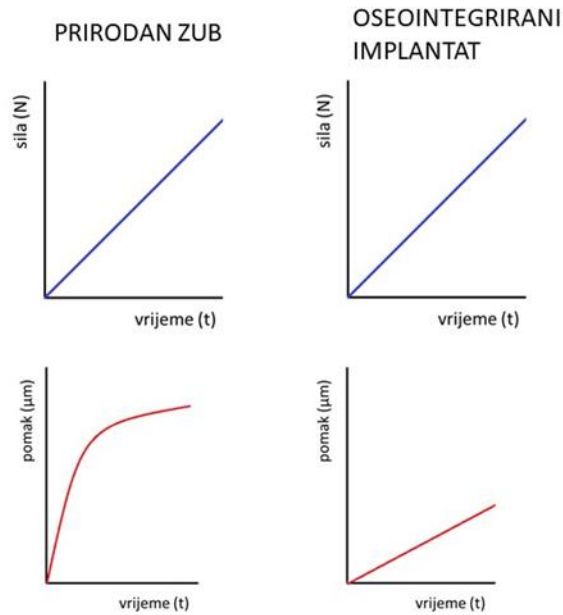 PRIRODAN ZUB
OSEOINTEGRIRANI
IMPLANTAT
sila (N)
vrijeme (t)
sila (N)
vrijeme (t)
pomak (µm)
vrijeme (t)
pomak (µm)
vrijeme (t)